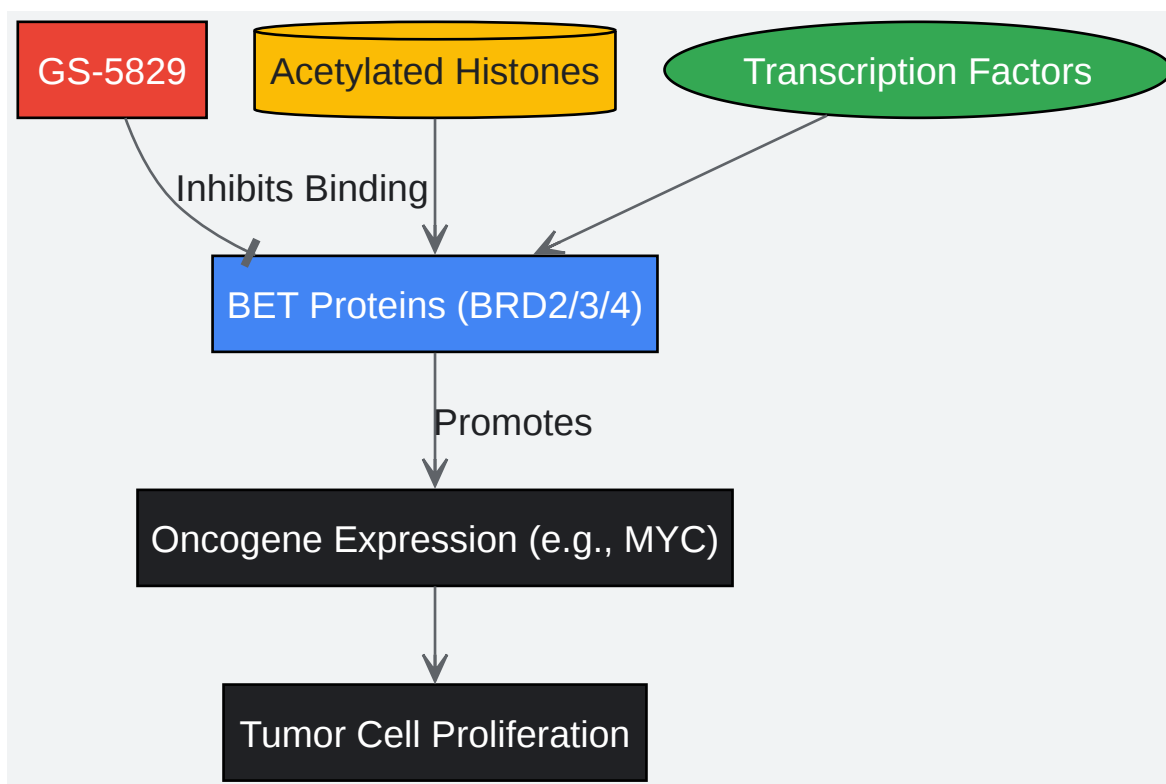 GS-5829
Acetylated Histones
Transcription Factors
Inhibits Binding
BET Proteins (BRD2/3/4)
Promotes
Oncogene Expression (e.g., MYC)
Tumor Cell Proliferation